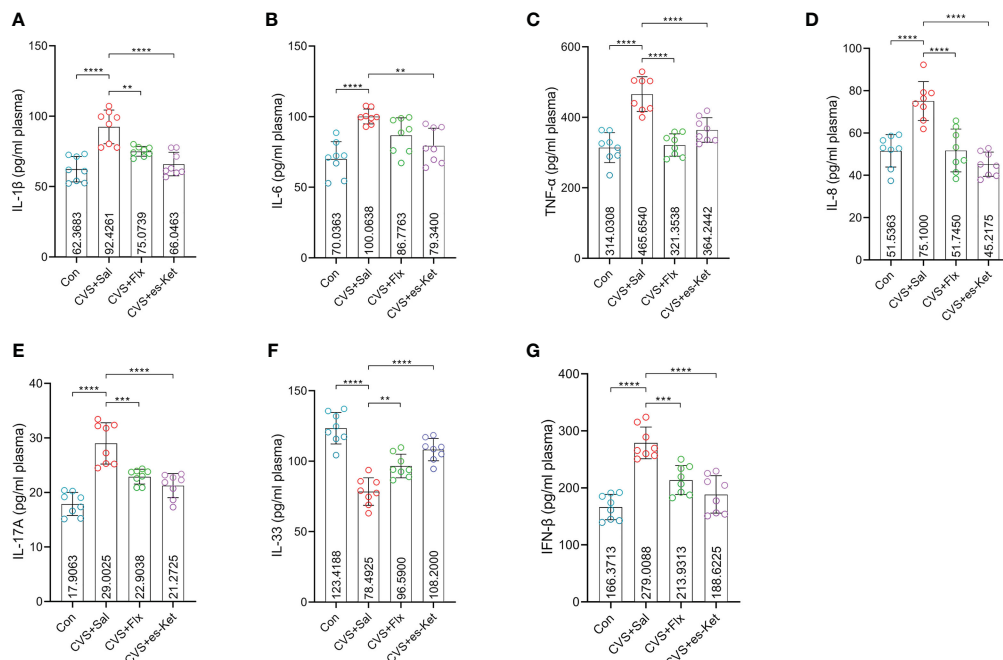 A
IL-1β (pg/ml plasma)
150
100
50
0
****
****
**
62.3683
92.4261
75.0739
66.0463
Con
CVS+Sal
CVS+Flx
CVS+es-Ket
B
IL-6 (pg/ml plasma)
150
100
50
0
**
****
70.0363
100.0638
86.7763
79.3400
Con
CVS+Sal
CVS+Flx
CVS+es-Ket
C
TNF-α (pg/ml plasma)
600
400
200
0
****
****
****
314.0308
465.6540
321.3538
364.2442
Con
CVS+Sal
CVS+Flx
CVS+es-Ket
D
IL-8 (pg/ml plasma)
100
80
60
40
20
0
****
****
****
51.5363
75.1000
51.7450
45.2175
Con
CVS+Sal
CVS+Flx
CVS+es-Ket
E
IL-17A (pg/ml plasma)
40
30
20
10
0
****
****
***
17.9063
29.0025
22.9038
21.2725
Con
CVS+Sal
CVS+Flx
CVS+es-Ket
F
IL-33 (pg/ml plasma)
150
100
50
0
****
****
**
123.4188
78.4925
96.5900
108.2000
Con
CVS+Sal
CVS+Flx
CVS+es-Ket
G
IFN-β (pg/ml plasma)
400
300
200
100
0
****
****
***
166.3713
279.0088
213.9313
188.6225
Con
CVS+Sal
CVS+Flx
CVS+es-Ket